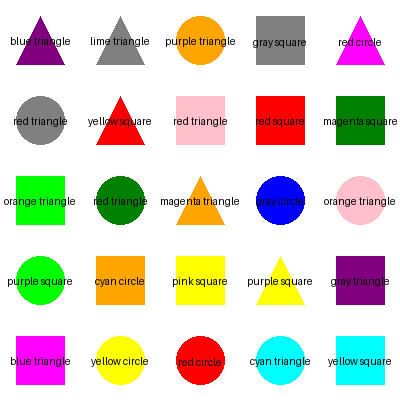 blue triangle lime triangle purple triangle gray square red circle
red triangle yellow square red triangle red square magenta square
orange triangle red triangle magenta triangle gray circle orange triangle
purple square cyan circle pink square purple square gray triangle
blue triangle yellow circle red circle cyan triangle yellow square